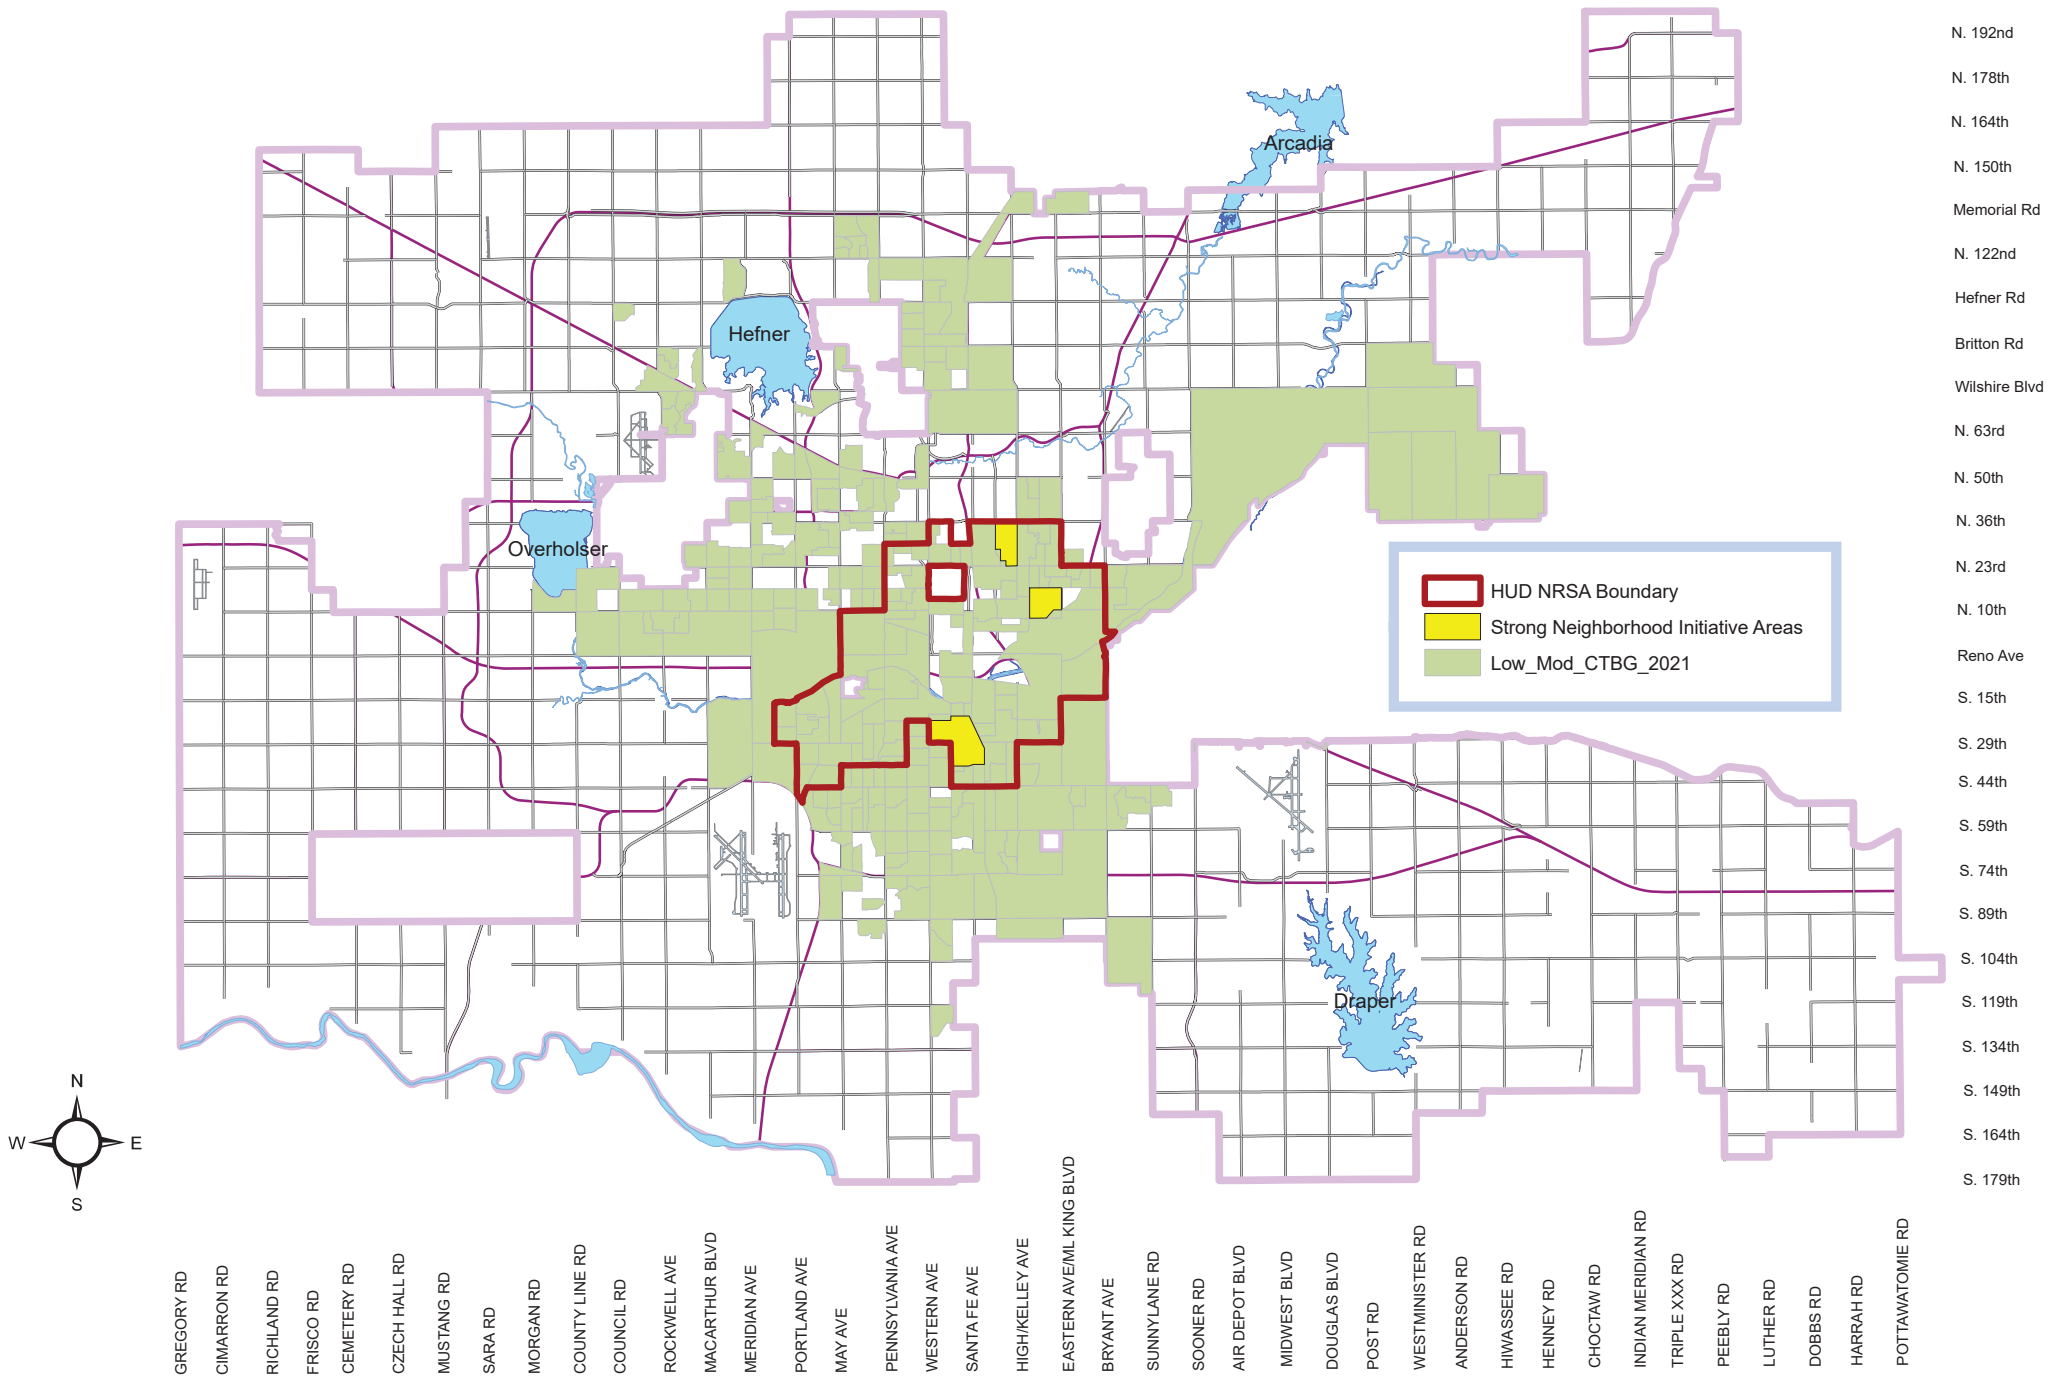 N. 192nd
N. 178th
Arcadia
N. 164th
N. 150th
Memorial Rd
N. 122nd
Hefner Rd
Hefner
Britton Rd
Wilshire Blvd
N. 63rd
N. 50th
N. 36th
Overholser
N. 23rd
HUD NRSA Boundary
N. 10th
Strong Neighborhood Initiative Areas
Low_Mod_CTBG_2021
Reno Ave
S. 15th
S. 29th
S. 44th
S. 59th
S. 74th
S. 89th
S. 104th
Draper
S. 119th
S. 134th
N
S. 149th
W
E
S. 164th
S
S. 179th
GREGORY RD
CIMARRON RD
RICHLAND RD
FRISCO RD
CEMETERY RD
CZECH HALL RD
MUSTANG RD
SARA RD
MORGAN RD
COUNTY LINE RD
COUNCIL RD
ROCKWELL AVE
MACARTHUR BLVD
MERIDIAN AVE
PORTLAND AVE
MAY AVE
PENNSYLVANIA AVE
WESTERN AVE
SANTA FE AVE
HIGH/KELLEY AVE
EASTERN AVE/ML KING BLVD
BRYANT AVE
SUNNYLANE RD
SOONER RD
AIR DEPOT BLVD
MIDWEST BLVD
DOUGLAS BLVD
POST RD
WESTMINISTER RD
ANDERSON RD
HIWASSEE RD
HENNEY RD
CHOCTAW RD
INDIAN MERIDIAN RD
TRIPLE XXX RD
PEEBLY RD
LUTHER RD
DOBBS RD
HARRAH RD
POTTAWATOMIE RD